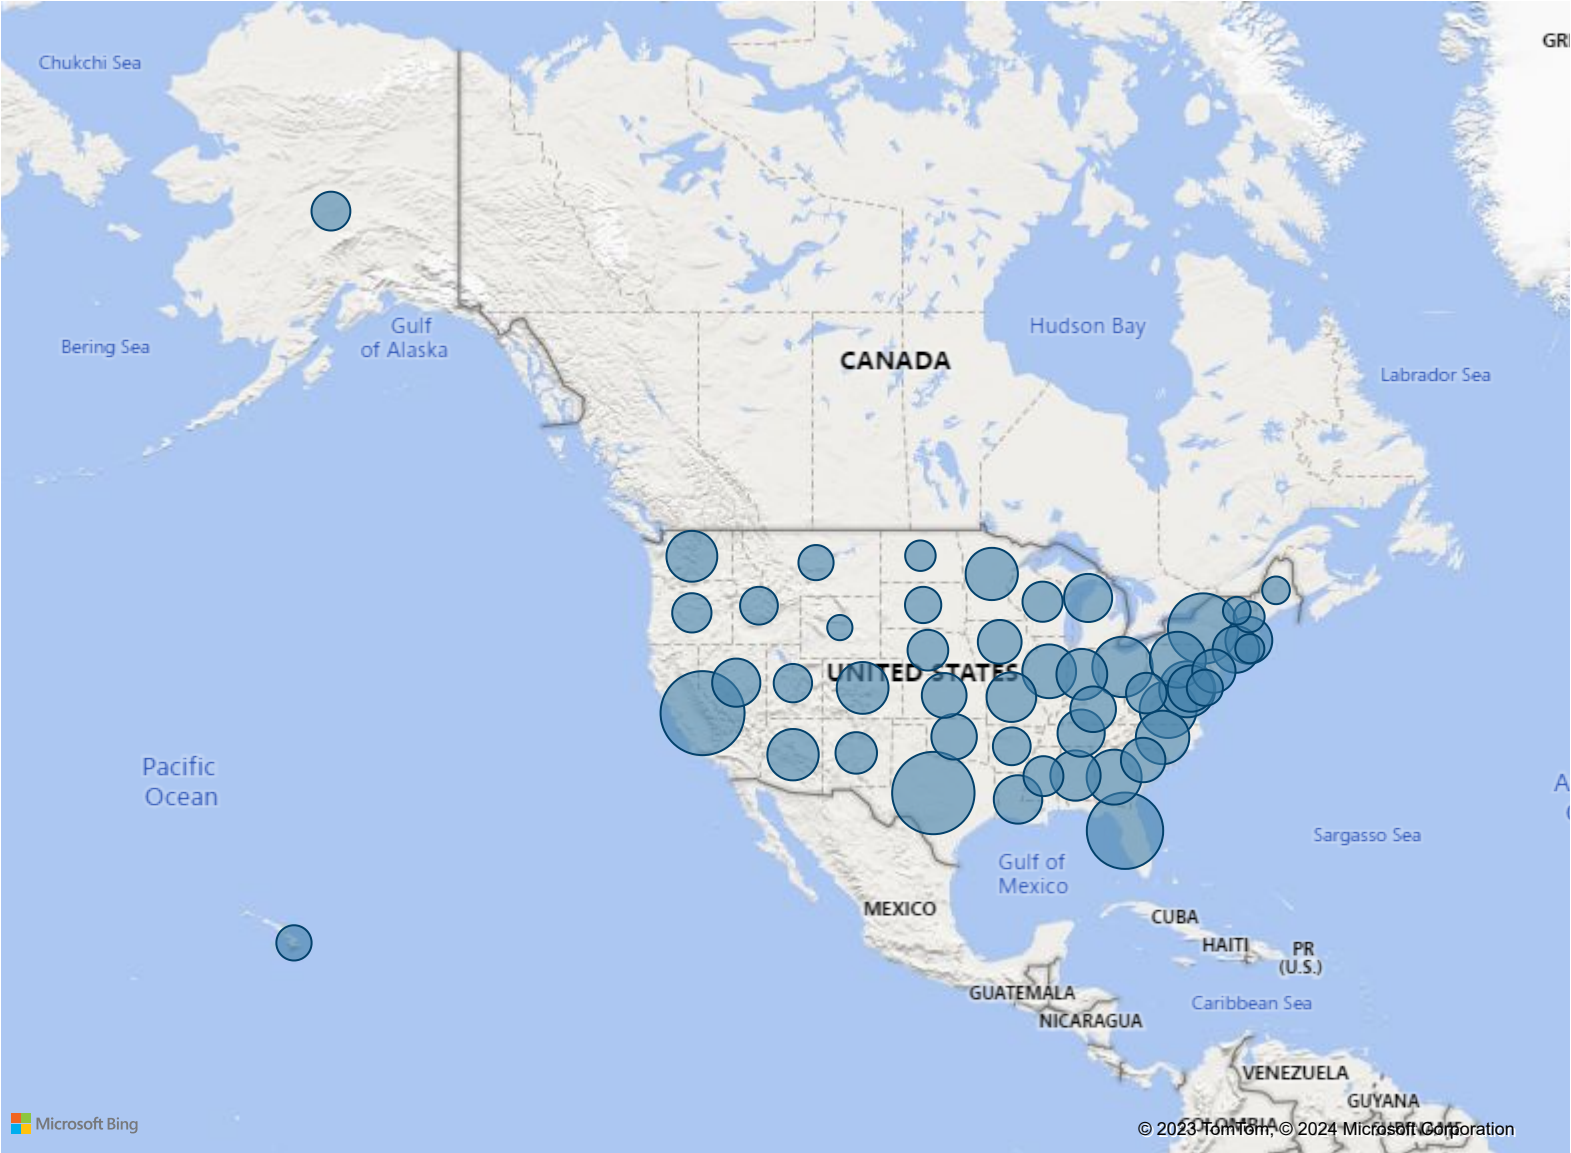 Chukchi Sea
GRE
Gulf
of Alaska
Bering Sea
Hudson Bay
CANADA
Labrador Sea
UNITED STATES
Pacific
Ocean
Sargasso Sea
Gulf of
Mexico
MEXICO
CUBA
HAITI
PR
(U.S.)
GUATEMALA
Caribbean Sea
NICARAGUA
VENEZUELA
GUYANA
COLOMBIA
Microsoft Bing
© 2023 TomTom, © 2024 Microsoft Corporation